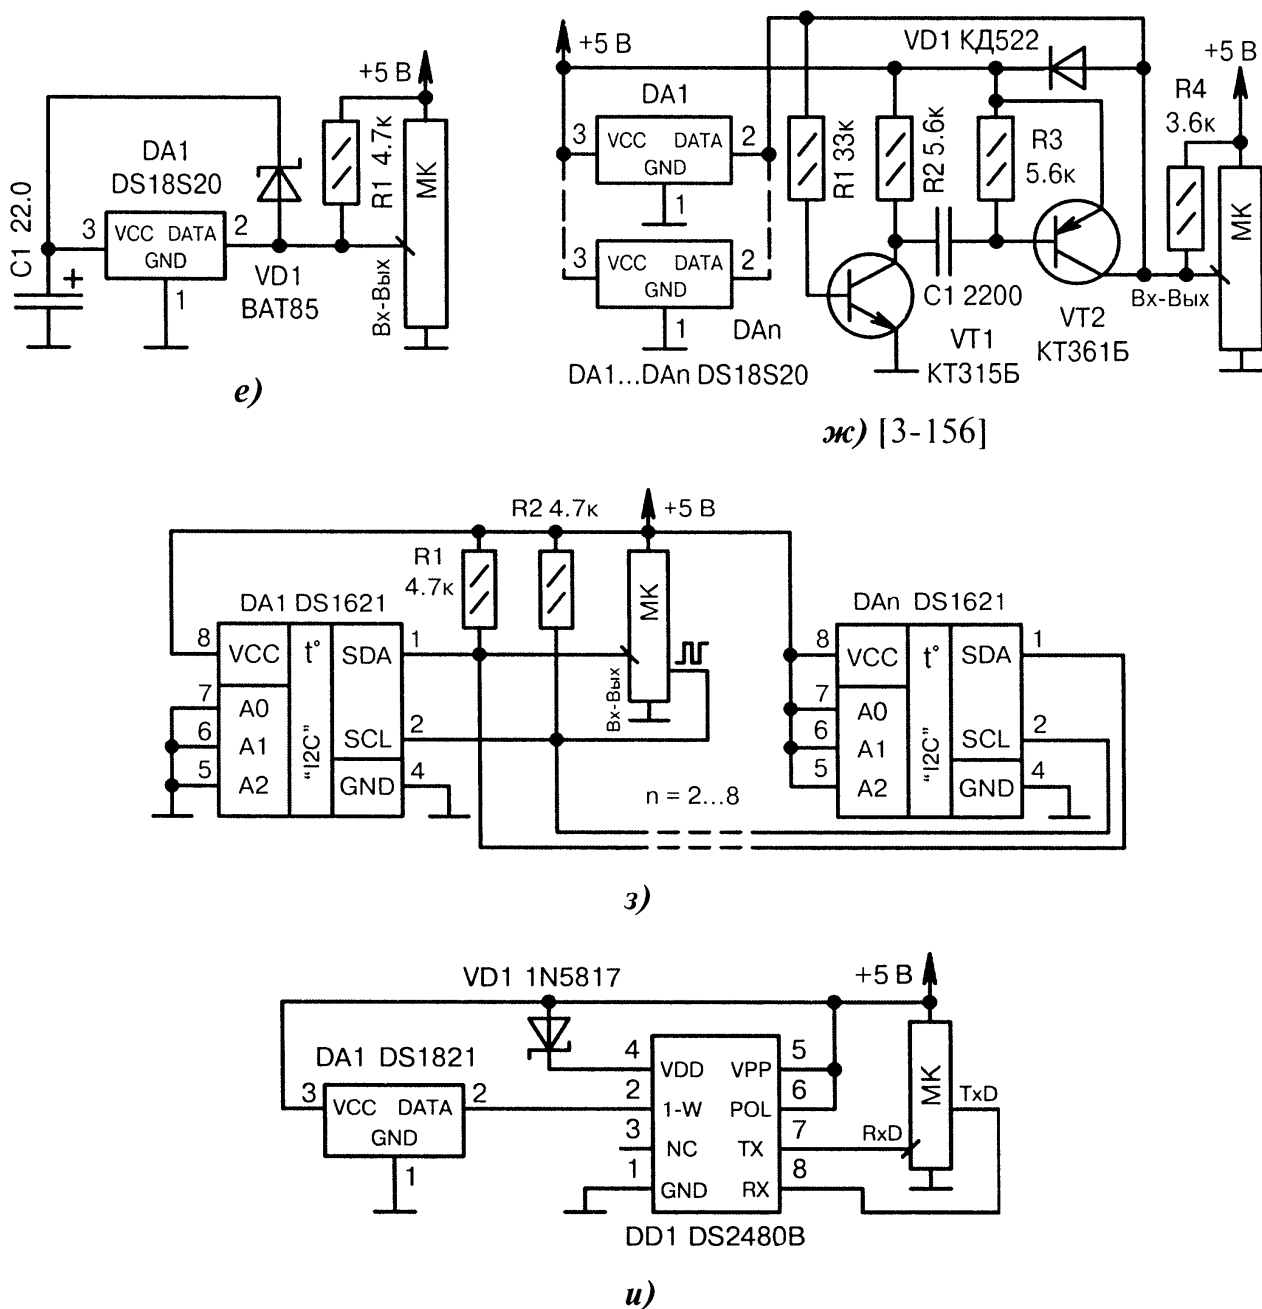 +5 В
DA1
DS18S20
C1 22.0
+
3
VCC DATA
GND
2
1
VD1
BAT85
R1 4.7к
МК
Вх-Вых
е)
+5 В
VD1 КД522
+5 В
DA1
3
VCC DATA
GND
2
1
3
VCC DATA
GND
2
1
DAn
DA1...DAn DS18S20
R1 33к
R2 5.6к
R3
5.6к
R4
3.6к
C1 2200
VT1
КТ315Б
VT2
КТ361Б
Вх-Вых
МК
ж) [3-156]
R2 4.7к
+5 В
R1
4.7к
МК
Вх-Вых
DA1 DS1621
8
VCC
t°
SDA
1
7
A0
6
A1
"I2C"
SCL
2
5
A2
GND
4
n = 2...8
DAn DS1621
8
VCC
t°
SDA
1
7
A0
6
A1
"I2C"
SCL
2
5
A2
GND
4
з)
VD1 1N5817
+5 В
DA1 DS1821
3
VCC DATA
GND
2
1
4
VDD
VPP
5
2
1-W
POL
6
3
NC
TX
7
1
GND
RX
8
DD1 DS2480B
RxD
МК
TxD
и)